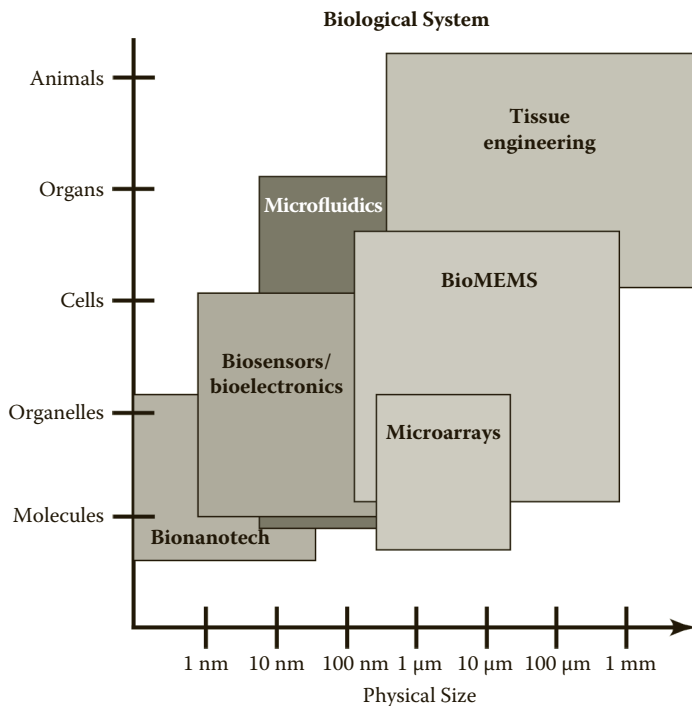 Biological System
Animals
Tissue
engineering
Organs
Microfluidics
BioMEMS
Cells
Biosensors/
bioelectronics
Organelles
Microarrays
Molecules
Bionanotech
1 nm 10 nm 100 nm 1 µm 10 µm 100 µm 1 mm
Physical Size